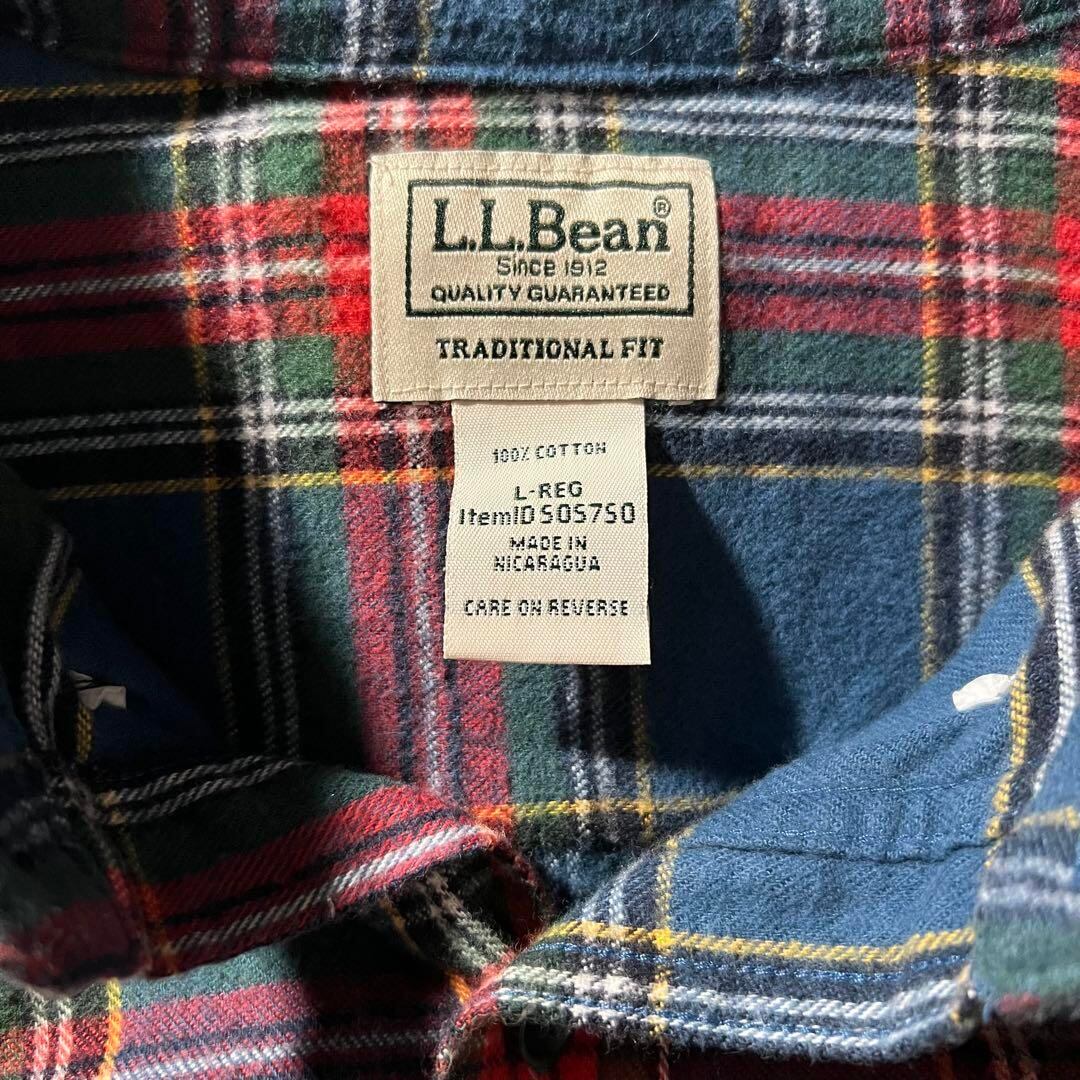 L.L.Bean®
Since 1912
QUALITY GUARANTEED
TRADITIONAL FIT
100% COTTON
L-REG
ItemID 505750
MADE IN
NICARAGUA
CARE ON REVERSE